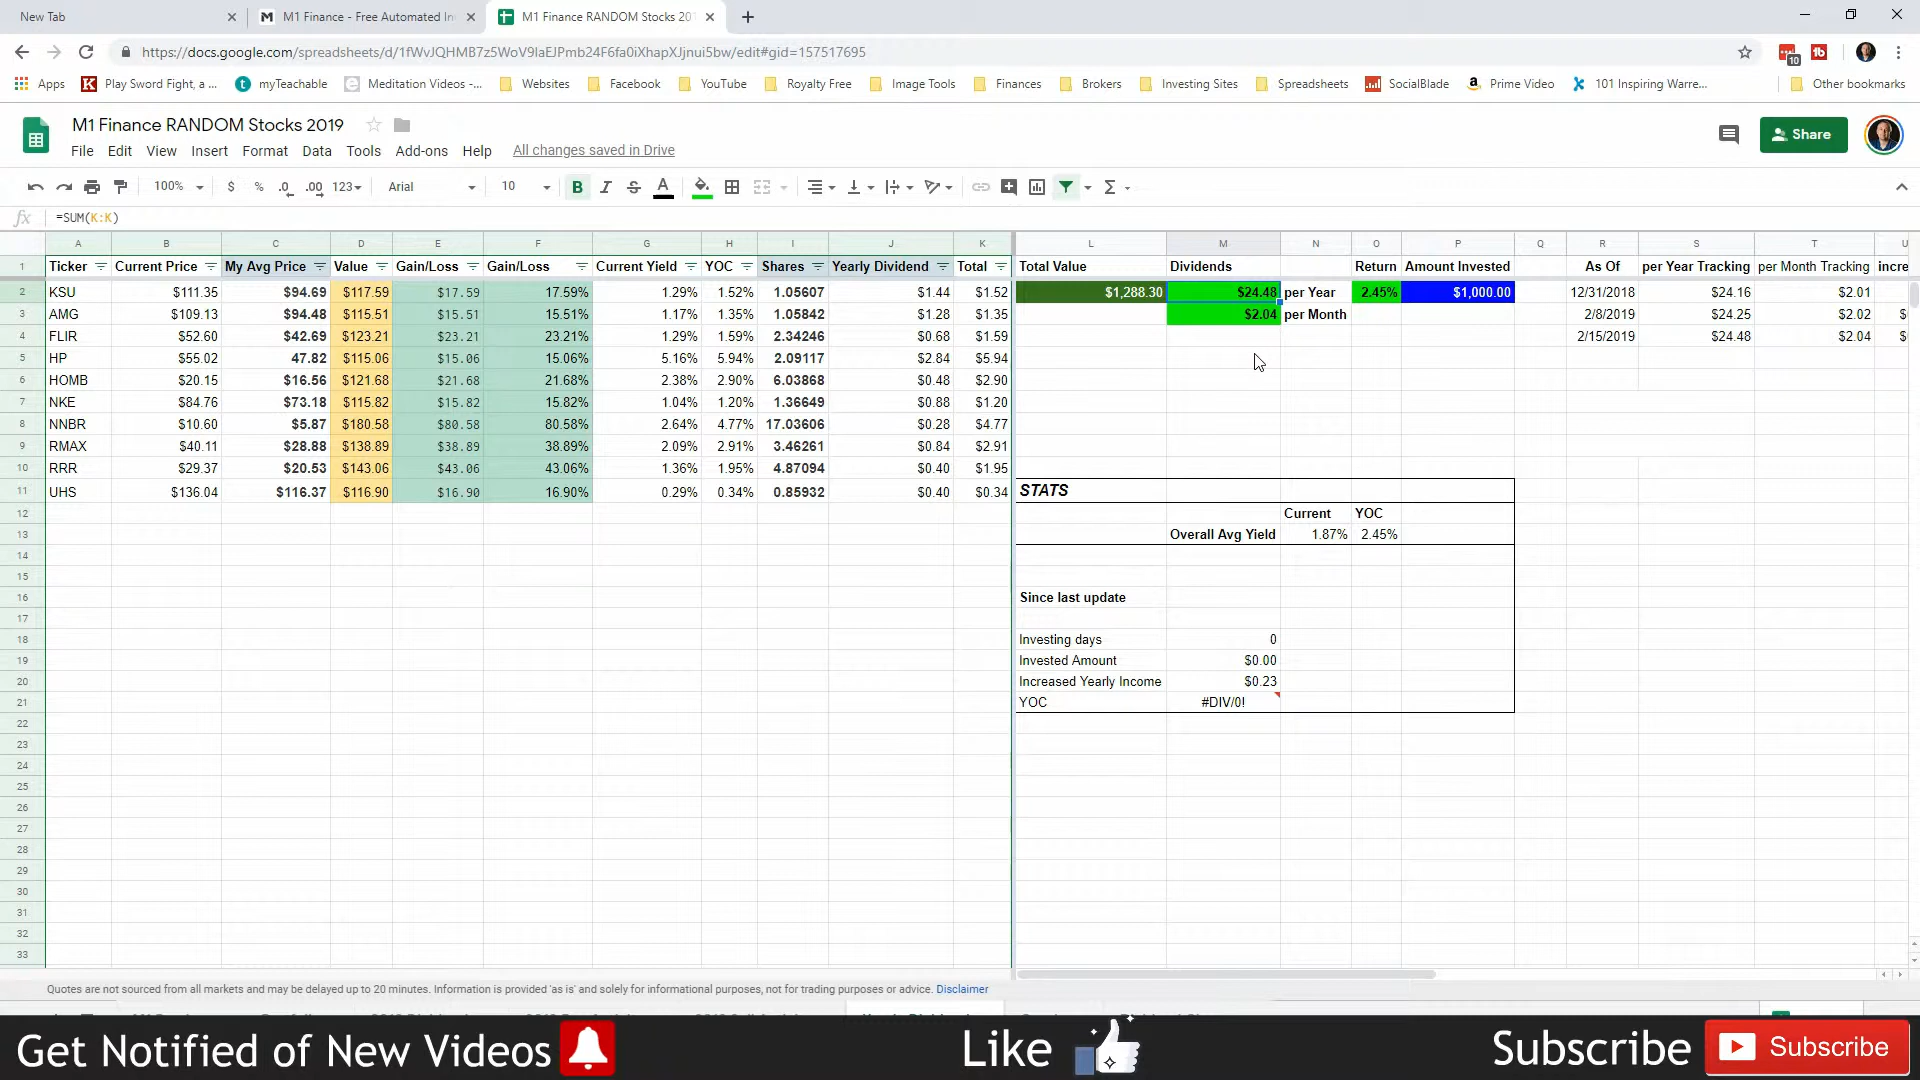 New Tab
M1 Finance - Free Automated In
M1 Finance RANDOM Stocks 201
https://docs.google.com/spreadsheets/d/1fWvJQHMB7z5WoV9IaEJPmb24F6fa0iXhapXJjnui5bw/edit#gid=157517695
10
Apps
Play Sword Fight, a ...
myTeachable
Meditation Videos -...
Websites
Facebook
YouTube
Royalty Free
Image Tools
Finances
Brokers
Investing Sites
Spreadsheets
SocialBlade
Prime Video
101 Inspiring Warre...
Other bookmarks
M1 Finance RANDOM Stocks 2019
File Edit View Insert Format Data Tools Add-ons Help All changes saved in Drive
Share
100% $ % .0 .00 123 Arial 10 B I S A Σ
fx =SUM(K:K)
A B C D E F G H I J K L M N O P Q R S T U
1 Ticker Current Price My Avg Price Value Gain/Loss Gain/Loss Current Yield YOC Shares Yearly Dividend Total Total Value Dividends Return Amount Invested As Of per Year Tracking per Month Tracking incre
2 KSU $111.35 $94.69 $117.59 $17.59 17.59% 1.29% 1.52% 1.05607 $1.44 $1.52 $1,288.30 $24.48 per Year 2.45% $1,000.00 12/31/2018 $24.16 $2.01
3 AMG $109.13 $94.48 $115.51 $15.51 15.51% 1.17% 1.35% 1.05842 $1.28 $1.35 $2.04 per Month 2/8/2019 $24.25 $2.02 $
4 FLIR $52.60 $42.69 $123.21 $23.21 23.21% 1.29% 1.59% 2.34246 $0.68 $1.59 2/15/2019 $24.48 $2.04 $
5 HP $55.02 47.82 $115.06 $15.06 15.06% 5.16% 5.94% 2.09117 $2.84 $5.94
6 HOMB $20.15 $16.56 $121.68 $21.68 21.68% 2.38% 2.90% 6.03868 $0.48 $2.90
7 NKE $84.76 $73.18 $115.82 $15.82 15.82% 1.04% 1.20% 1.36649 $0.88 $1.20
8 NNBR $10.60 $5.87 $180.58 $80.58 80.58% 2.64% 4.77% 17.03606 $0.28 $4.77
9 RMAX $40.11 $28.88 $138.89 $38.89 38.89% 2.09% 2.91% 3.46261 $0.84 $2.91
10 RRR $29.37 $20.53 $143.06 $43.06 43.06% 1.36% 1.95% 4.87094 $0.40 $1.95
11 UHS $136.04 $116.37 $116.90 $16.90 16.90% 0.29% 0.34% 0.85932 $0.40 $0.34 STATS
12 Current YOC
13 Overall Avg Yield 1.87% 2.45%
14
15
16 Since last update
17
18 Investing days 0
19 Invested Amount $0.00
20 Increased Yearly Income $0.23
21 YOC #DIV/0!
22
23
24
25
26
27
28
29
30
31
32
33
Quotes are not sourced from all markets and may be delayed up to 20 minutes. Information is provided 'as is' and solely for informational purposes, not for trading purposes or advice. Disclaimer
Get Notified of New Videos Like Subscribe Subscribe